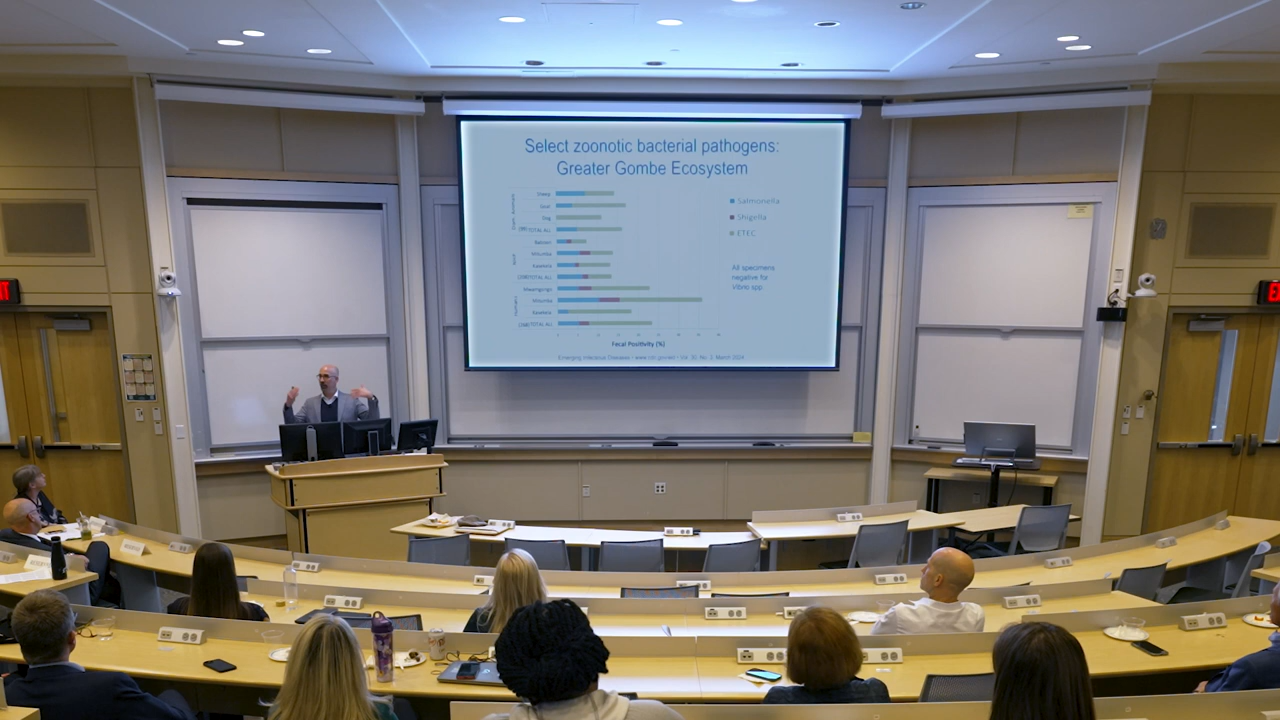 Select zoonotic bacterial pathogens:
Greater Gombe Ecosystem
Sheep
Goat
Dog
TOTAL ALL
Baboon
Mitumba
Kasekela
TOTAL ALL
Mwamgongo
Mitumba
Kasekela
TOTAL ALL
Salmonella
Shigella
ETEC
All specimens
negative for
Vibrio spp
Fecal Positivity (%)
Emerging Infectious Diseases • www.cdc.gov/eid • Vol. 30, No. 3, March 2024